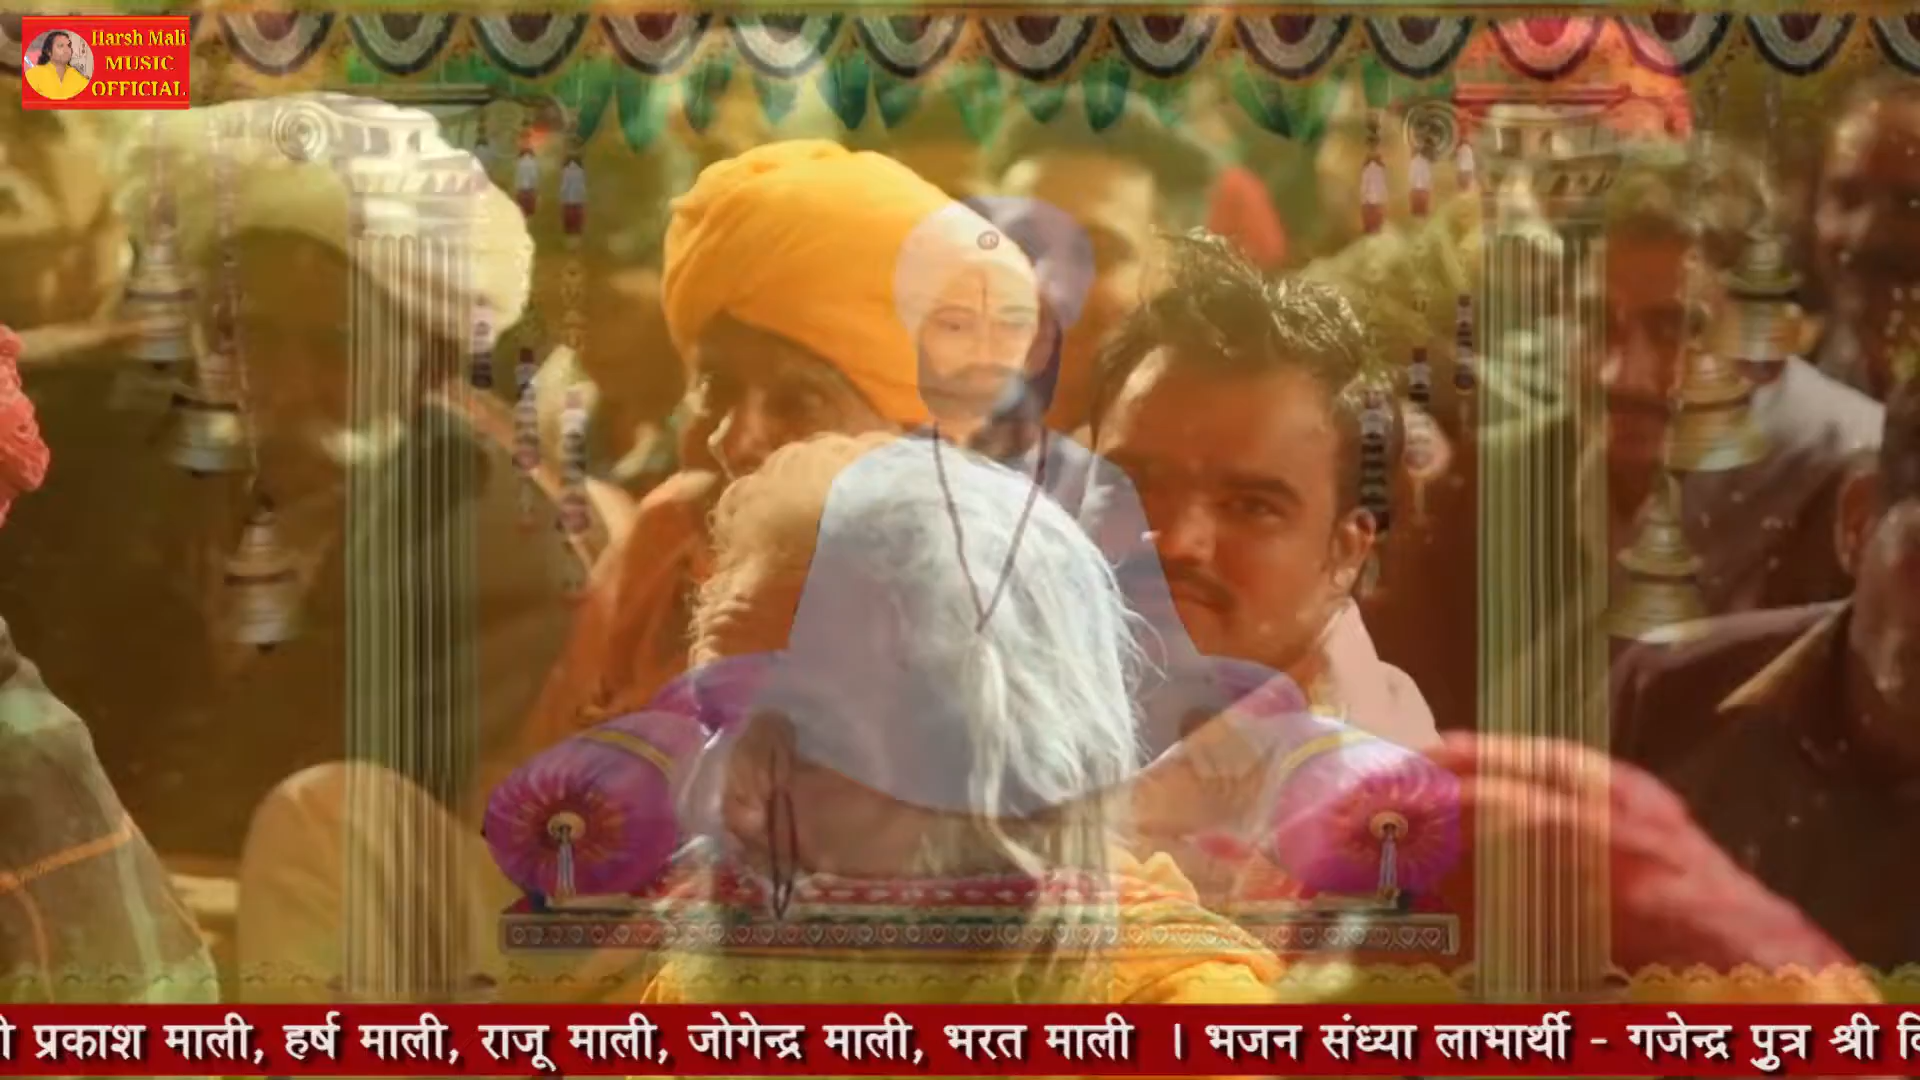 Harsh Mali
MUSIC
OFFICIAL
प्रकाश माली, हर्ष माली, राजू माली, जोगेन्द्र माली, भरत माली । भजन संध्या लाभार्थी - गजेन्द्र पुत्र श्री